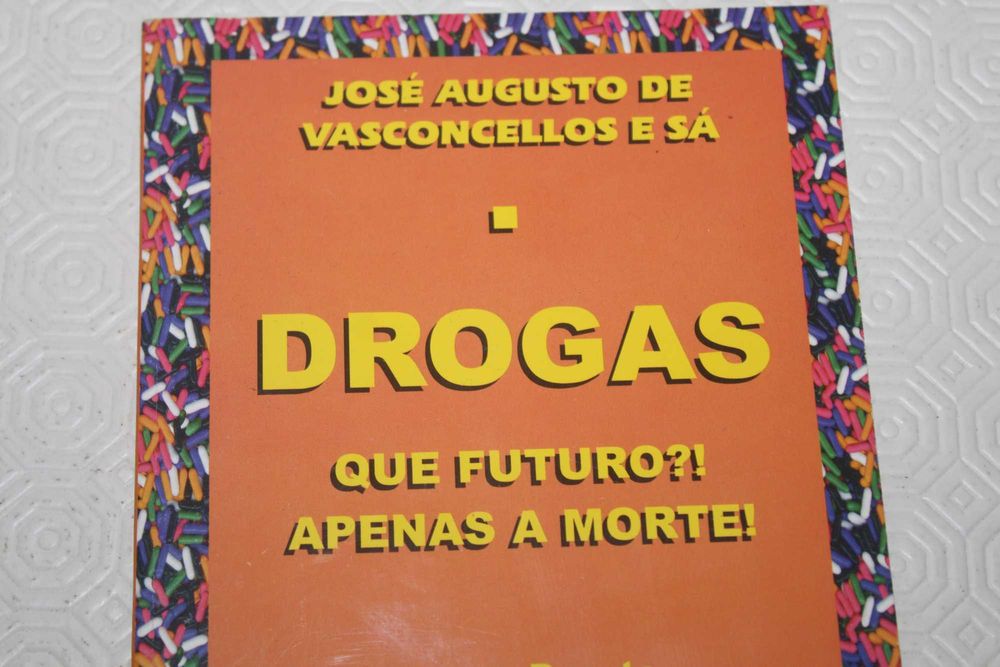 JOSÉ AUGUSTO DE
VASCONCELLOS E SÁ
DROGAS
QUE FUTURO?!
APENAS A MORTE!